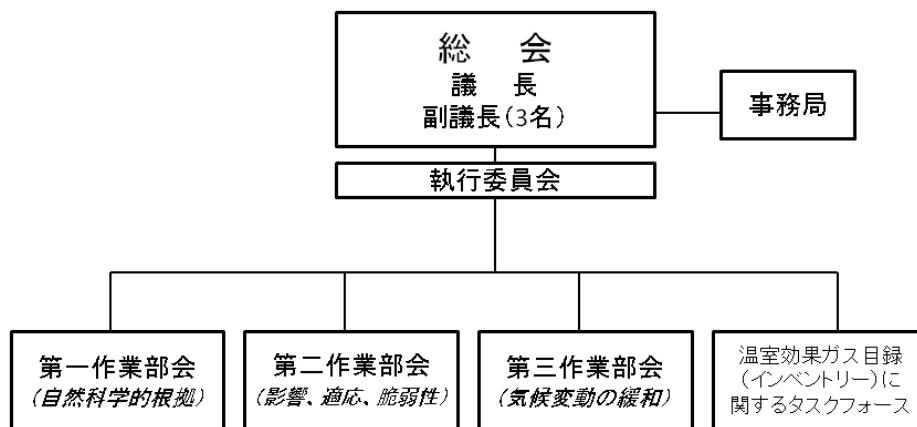 総　会
議　長
副議長(3名)
事務局
執行委員会
第一作業部会
(自然科学的根拠)
第二作業部会
(影響、適応、脆弱性)
第三作業部会
(気候変動の緩和)
温室効果ガス目録
(インベントリー)に
関するタスクフォース